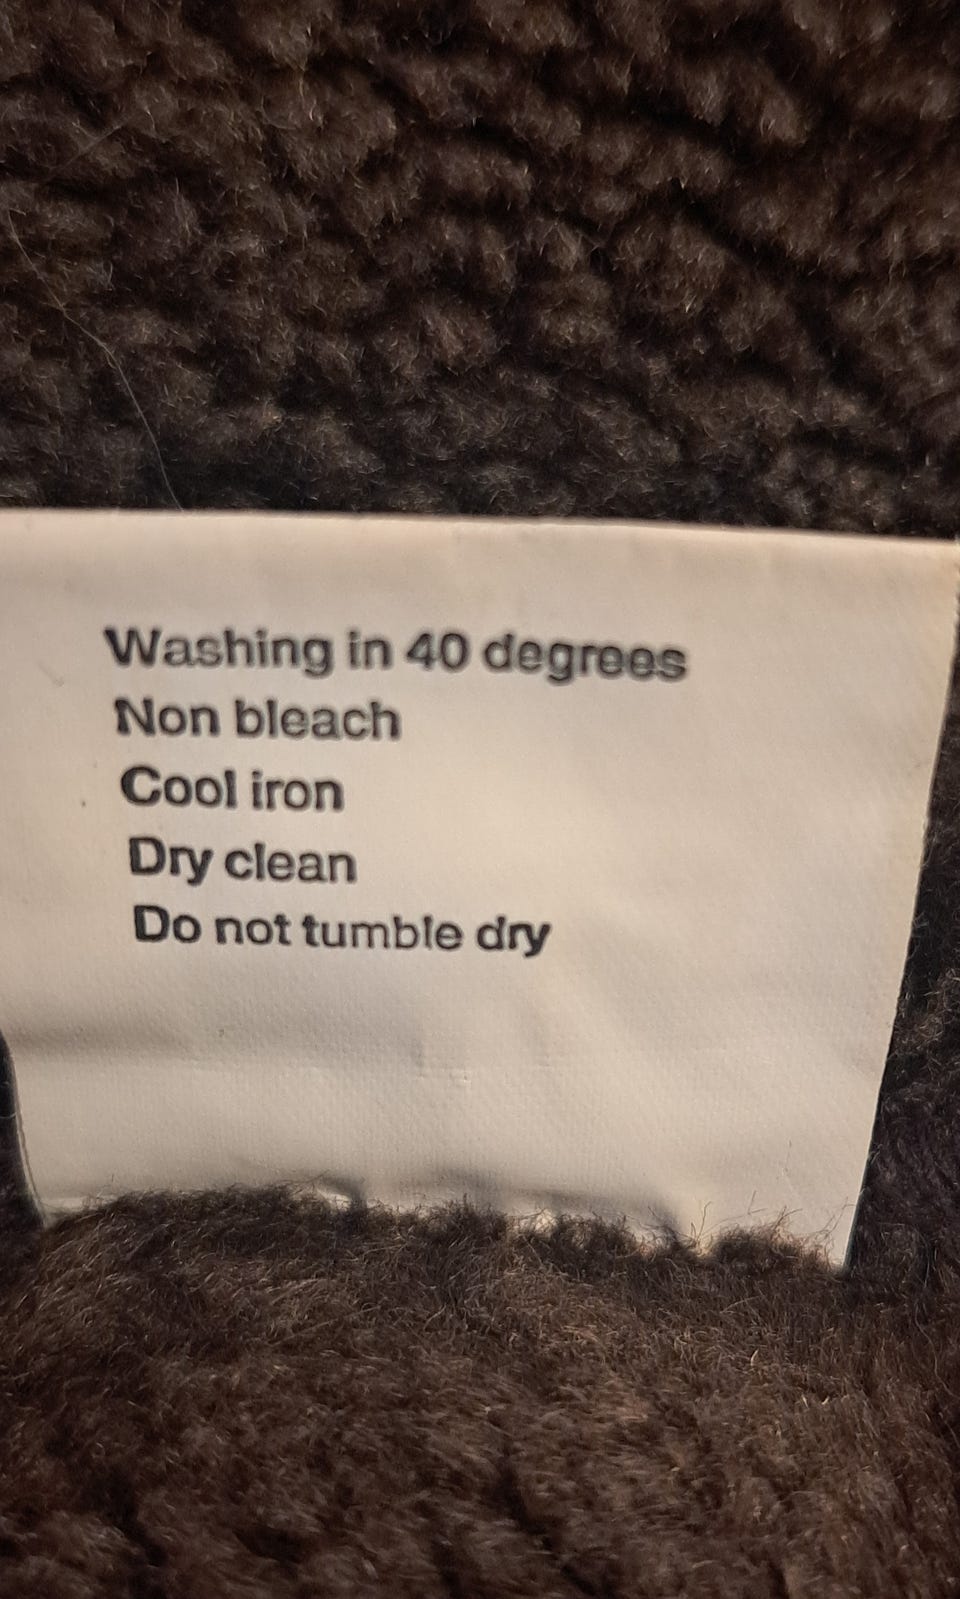 Washing in 40 degrees
Non bleach
Cool iron
Dry clean
Do not tumble dry